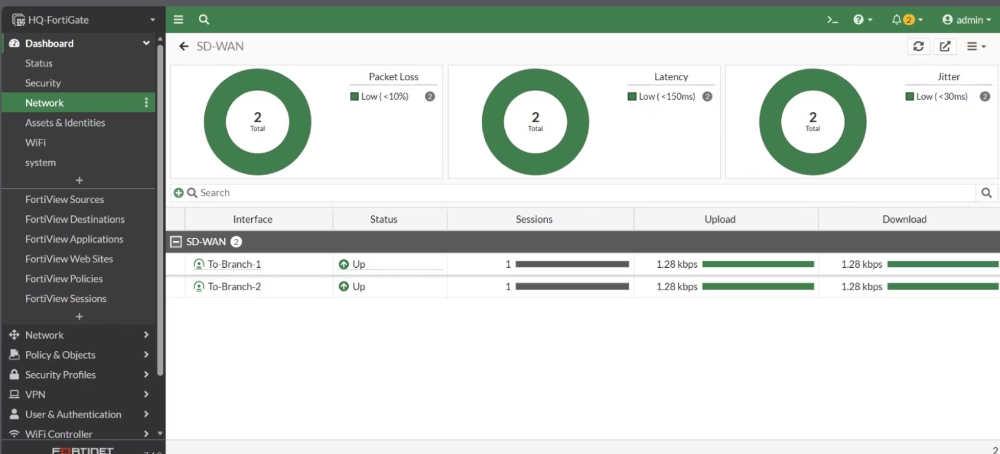 HQ-FortiGate
>_
2
admin
Dashboard
Status
Security
Network
Assets & Identities
WiFi
system
+
FortiView Sources
FortiView Destinations
FortiView Applications
FortiView Web Sites
FortiView Policies
FortiView Sessions
+
Network
Policy & Objects
Security Profiles
VPN
User & Authentication
WiFi Controller
FORTINET
SD-WAN
2
Total
Packet Loss
Low ( <10%) 2
2
Total
Latency
Low ( <150ms) 2
2
Total
Jitter
Low ( <30ms) 2
Search
Interface Status Sessions Upload Download
SD-WAN 2
To-Branch-1 Up 1 1.28 kbps 1.28 kbps
To-Branch-2 Up 1 1.28 kbps 1.28 kbps
2